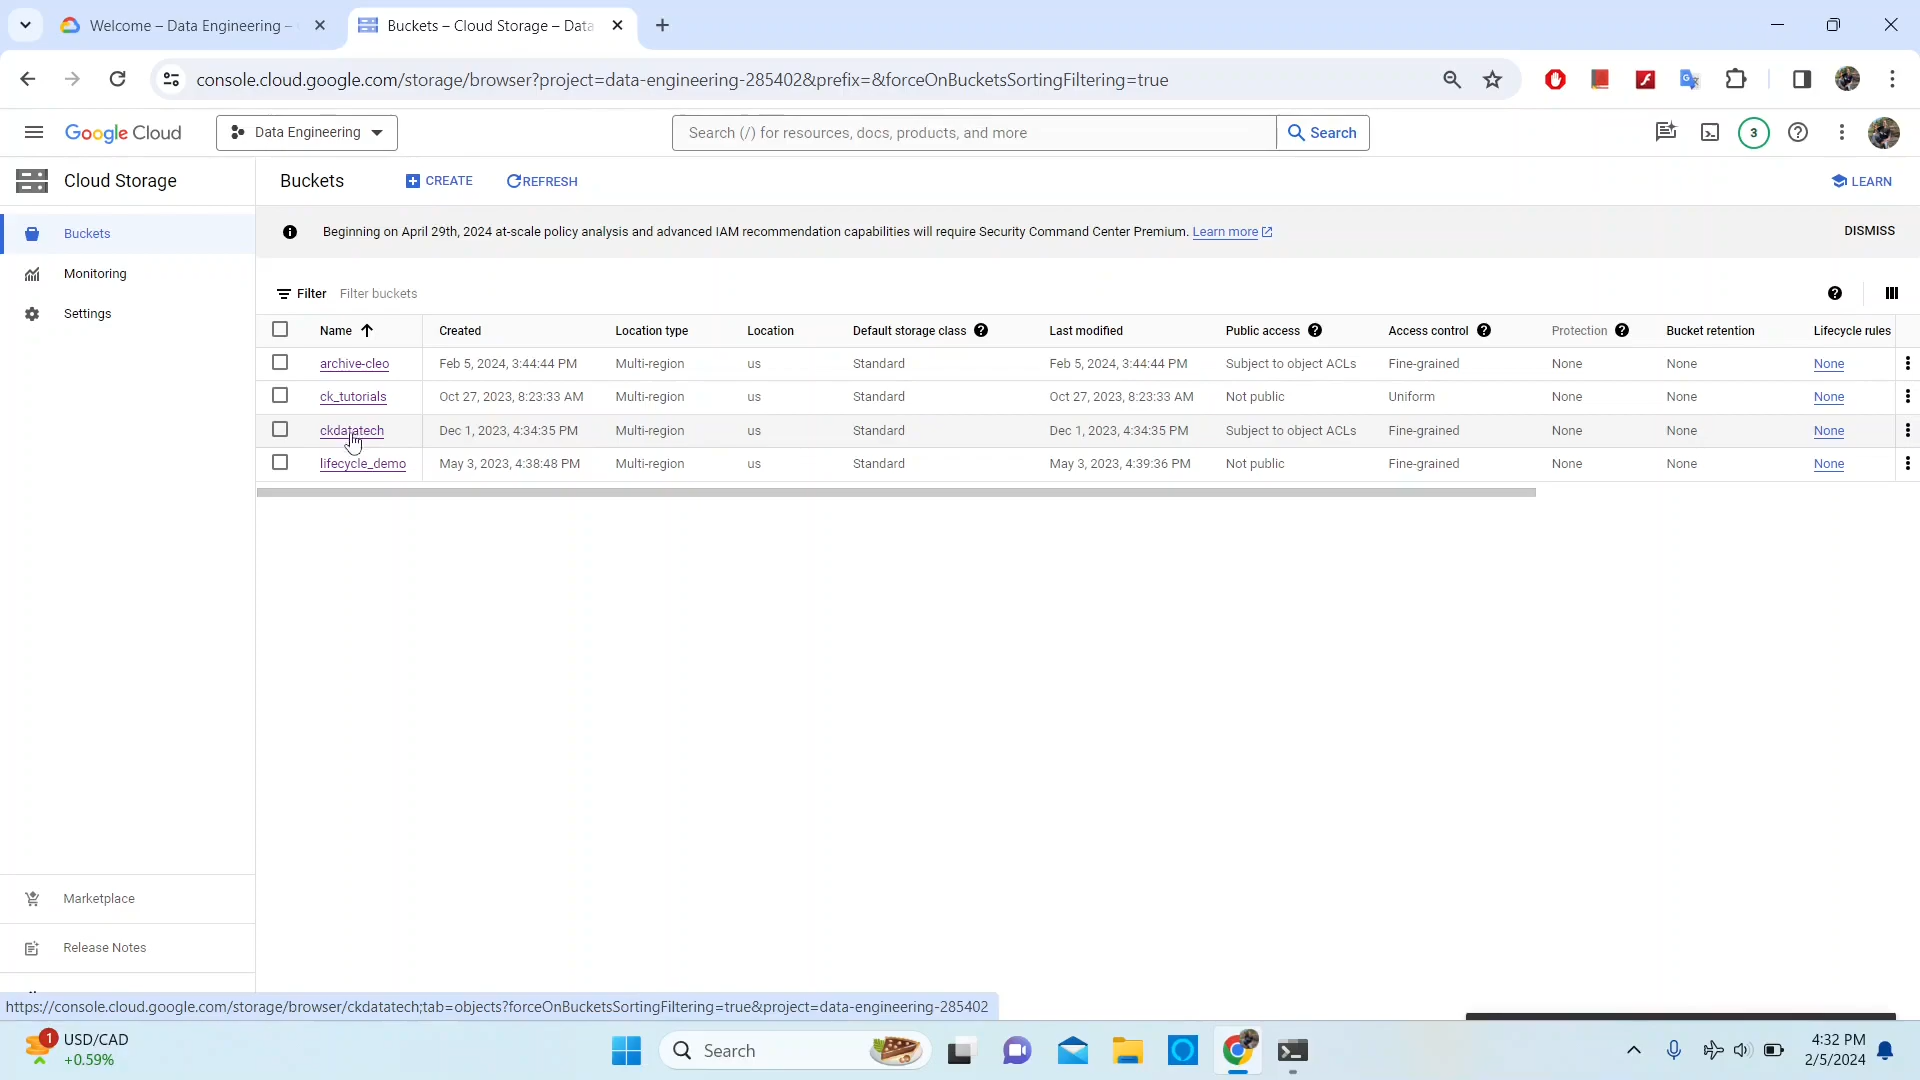 Welcome – Data Engineering –
Buckets – Cloud Storage – Data
console.cloud.google.com/storage/browser?project=data-engineering-285402&prefix=&forceOnBucketsSortingFiltering=true
Google Cloud
Data Engineering
Search (/) for resources, docs, products, and more
Search
3
Cloud Storage
Buckets
CREATE
REFRESH
LEARN
Buckets
Monitoring
Settings
Beginning on April 29th, 2024 at-scale policy analysis and advanced IAM recommendation capabilities will require Security Command Center Premium. Learn more
DISMISS
Filter Filter buckets
Name Created Location type Location Default storage class Last modified Public access Access control Protection Bucket retention Lifecycle rules
archive-cleo Feb 5, 2024, 3:44:44 PM Multi-region us Standard Feb 5, 2024, 3:44:44 PM Subject to object ACLs Fine-grained None None None
ck_tutorials Oct 27, 2023, 8:23:33 AM Multi-region us Standard Oct 27, 2023, 8:23:33 AM Not public Uniform None None None
ckdatatech Dec 1, 2023, 4:34:35 PM Multi-region us Standard Dec 1, 2023, 4:34:35 PM Subject to object ACLs Fine-grained None None None
lifecycle_demo May 3, 2023, 4:38:48 PM Multi-region us Standard May 3, 2023, 4:39:36 PM Not public Fine-grained None None None
Marketplace
Release Notes
https://console.cloud.google.com/storage/browser/ckdatatech;tab=objects?forceOnBucketsSortingFiltering=true&project=data-engineering-285402
1
USD/CAD
+0.59%
Search
4:32 PM
2/5/2024